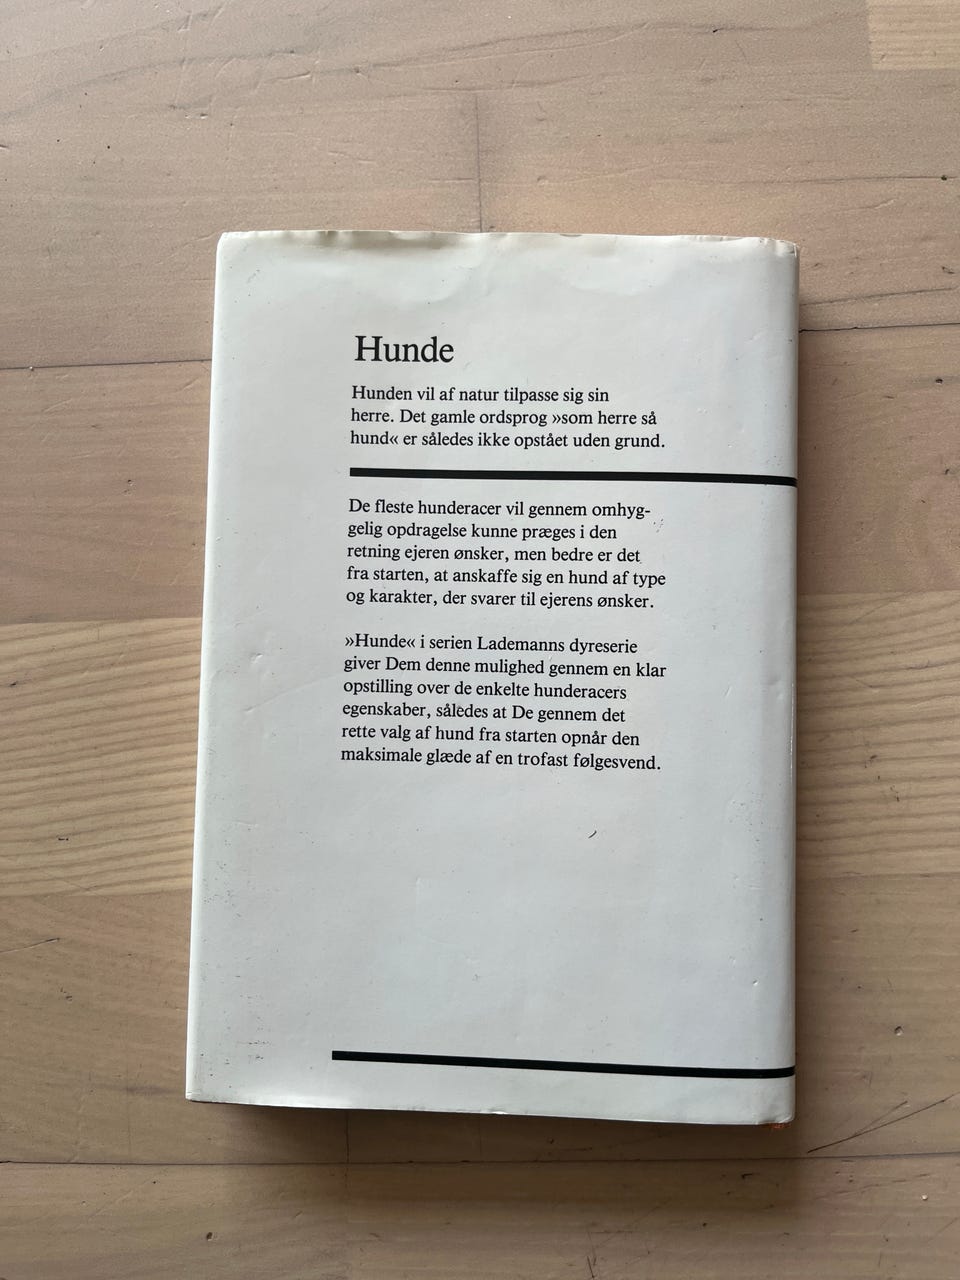 Hunde
Hunden vil af natur tilpasse sig sin
herre. Det gamle ordsprog »som herre så
hund« er således ikke opstået uden grund.
De fleste hunderacer vil gennem omhyg-
gelig opdragelse kunne præges i den
retning ejeren ønsker, men bedre er det
fra starten, at anskaffe sig en hund af type
og karakter, der svarer til ejerens ønsker.
»Hunde« i serien Lademanns dyreserie
giver Dem denne mulighed gennem en klar
opstilling over de enkelte hunderacers
egenskaber, således at De gennem det
rette valg af hund fra starten opnår den
maksimale glæde af en trofast følgesvend.